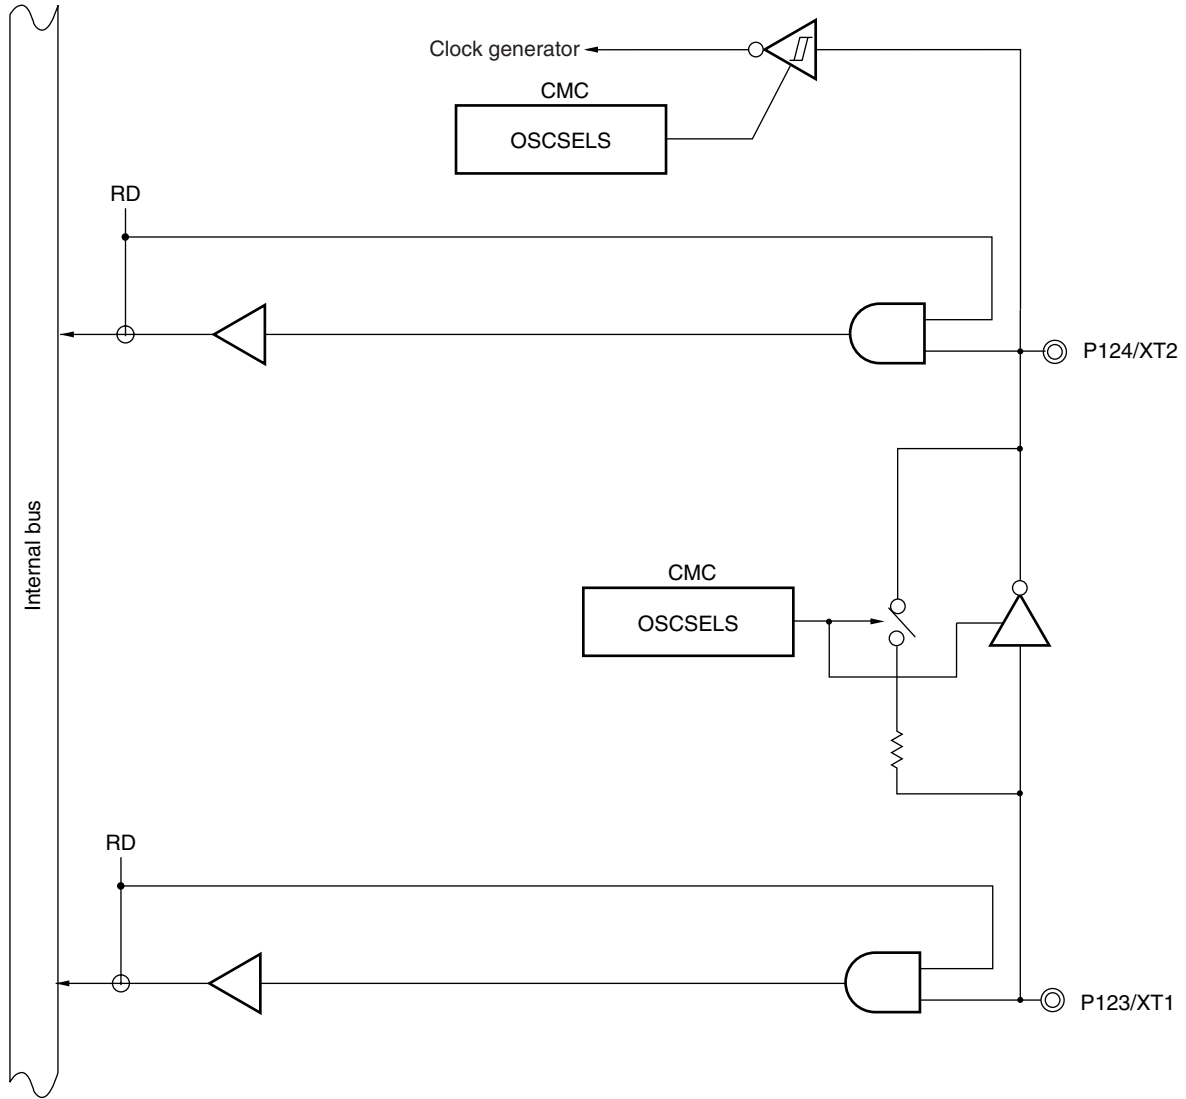 Clock generator
CMC
OSCSELS
RD
P124/XT2
Internal bus
CMC
OSCSELS
RD
P123/XT1